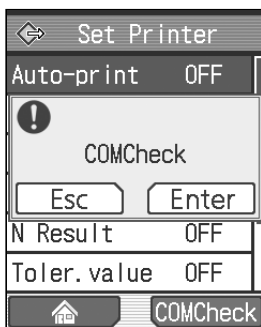 Set Printer
Auto-print OFF
COMCheck
Esc Enter
N Result OFF
Toler.value OFF
COMCheck